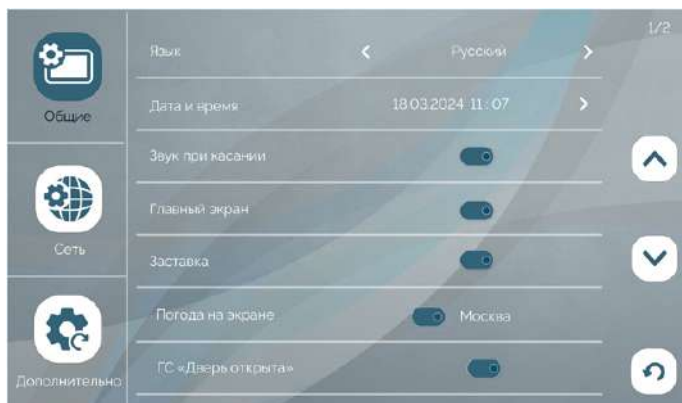 1/2
Язык
Русский
Общие
Дата и время
18.03.2024 11:07
Звук при касании
Главный экран
Сеть
Заставка
Погода на экране
Москва
ГС «Дверь открыта»
Дополнительно